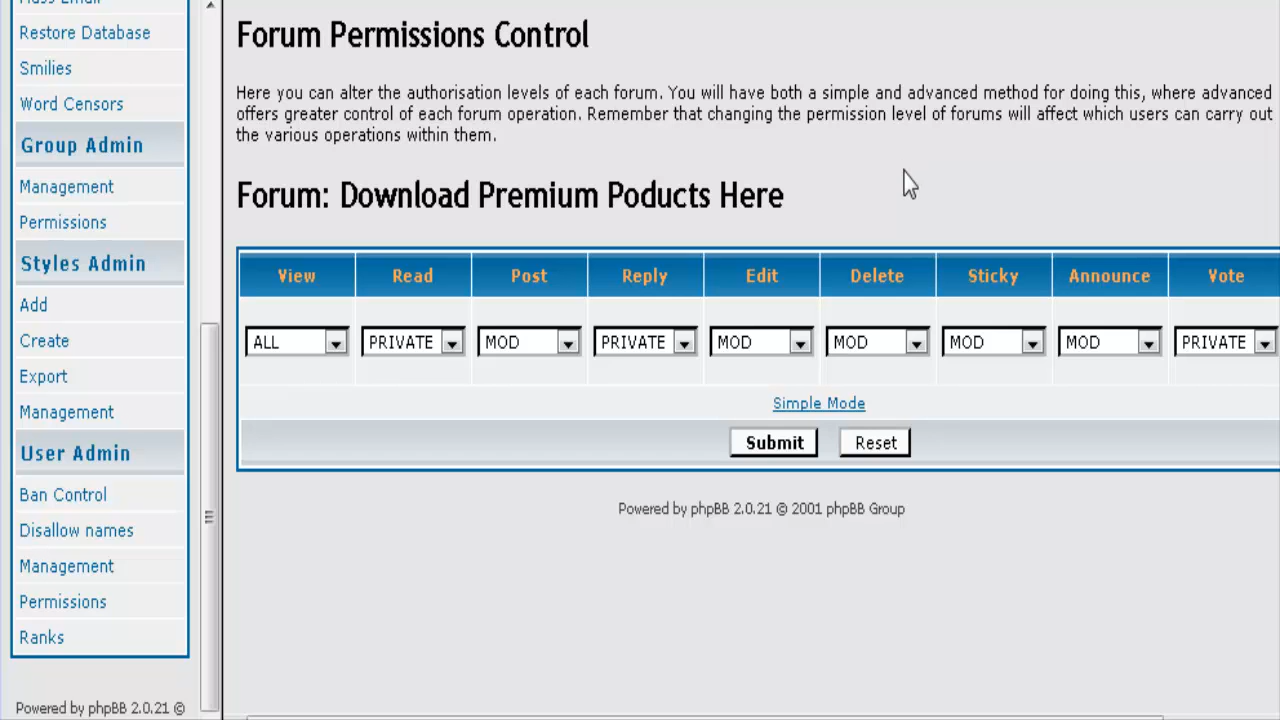 Mass Email
Restore Database
Smilies
Word Censors
Group Admin
Management
Permissions
Styles Admin
Add
Create
Export
Management
User Admin
Ban Control
Disallow names
Management
Permissions
Ranks
Powered by phpBB 2.0.21 ©
Forum Permissions Control
Here you can alter the authorisation levels of each forum. You will have both a simple and advanced method for doing this, where advanced
offers greater control of each forum operation. Remember that changing the permission level of forums will affect which users can carry out
the various operations within them.
Forum: Download Premium Poducts Here
View Read Post Reply Edit Delete Sticky Announce Vote
ALL PRIVATE MOD PRIVATE MOD MOD MOD MOD PRIVATE
Simple Mode
Submit Reset
Powered by phpBB 2.0.21 © 2001 phpBB Group